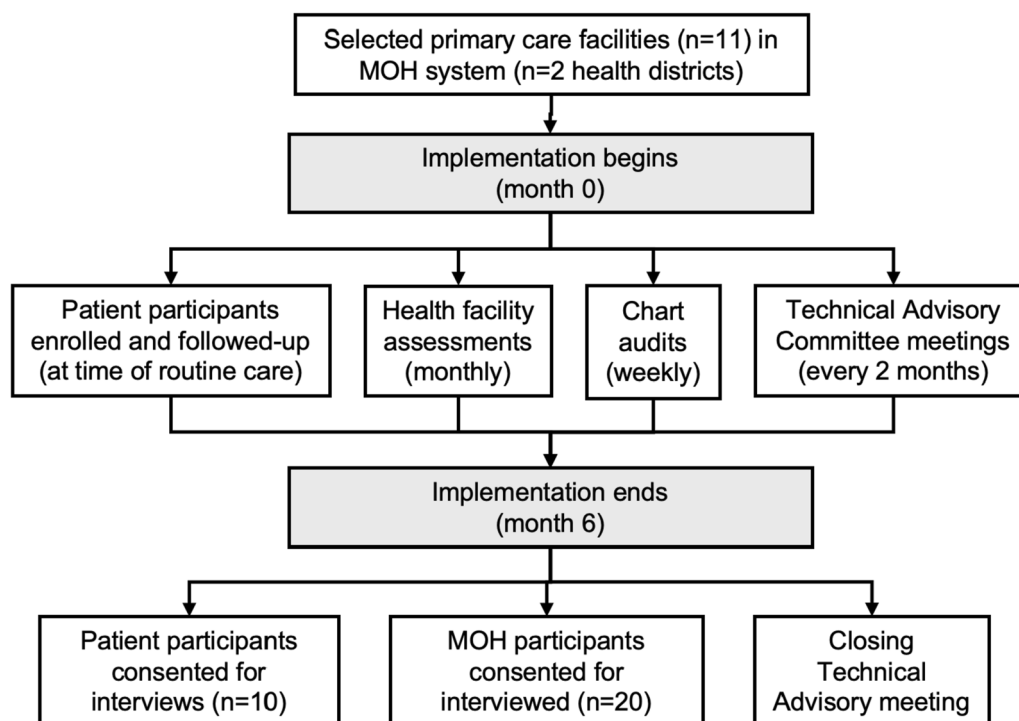 Selected primary care facilities (n=11) in
MOH system (n=2 health districts)
Implementation begins
(month 0)
Patient participants
enrolled and followed-up
(at time of routine care)
Health facility
assessments
(monthly)
Chart
audits
(weekly)
Technical Advisory
Committee meetings
(every 2 months)
Implementation ends
(month 6)
Patient participants
consented for
interviews (n=10)
MOH participants
consented for
interviewed (n=20)
Closing
Technical
Advisory meeting